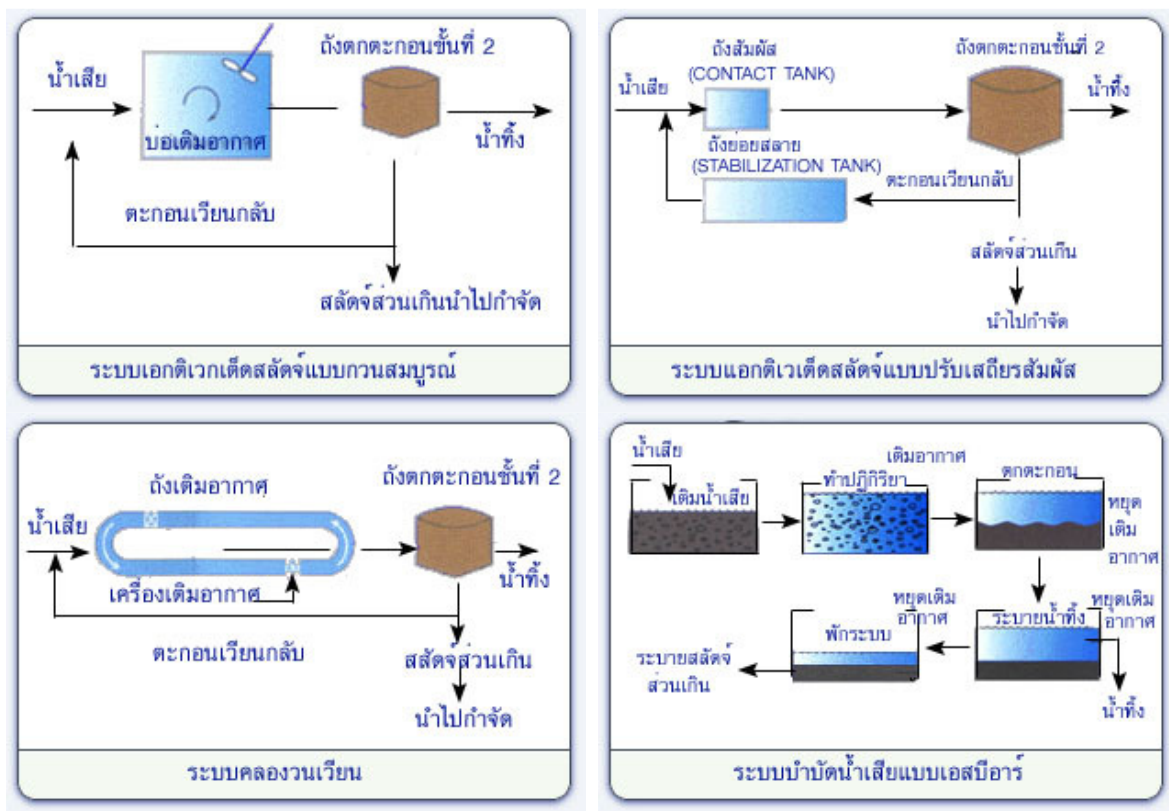 ถังตกตะกอนขั้นที่ 2
น้ำเสีย
บ่อเติมอากาศ
น้ำทิ้ง
ตะกอนเวียนกลับ
สลัดจ์ส่วนเกินนำไปกำจัด
ระบบเอกติเวกเต็ดสลัดจ์แบบกวนสมบูรณ์
ถังสัมผัส
(CONTACT TANK)
ถังตกตะกอนขั้นที่ 2
น้ำเสีย
น้ำทิ้ง
ถังย่อยสลาย
(STABILIZATION TANK)
ตะกอนเวียนกลับ
สลัดจ์ส่วนเกิน
นำไปกำจัด
ระบบแอกติเวเต็ดสลัดจ์แบบปรับเสถียรสัมผัส
ถังเติมอากาศ
ถังตกตะกอนชั้นที่ 2
น้ำเสีย
เครื่องเติมอากาศ
น้ำทิ้ง
ตะกอนเวียนกลับ
สสัดจ์ส่วนเกิน
นำไปกำจัด
ระบบคลองวนเวียน
น้ำเสีย
เติมน้ำเสีย
เติมอากาศ
ทำปฏิกิริยา
ตกตะกอน
หยุด
เติม
อากาศ
หยุดเติม
อากาศ
พักระบบ
ระบายน้ำทิ้ง
หยุดเติม
อากาศ
ระบายสลัดจ์
ส่วนเกิน
น้ำทิ้ง
ระบบบำบัดน้ำเสียแบบเอสบีอาร์